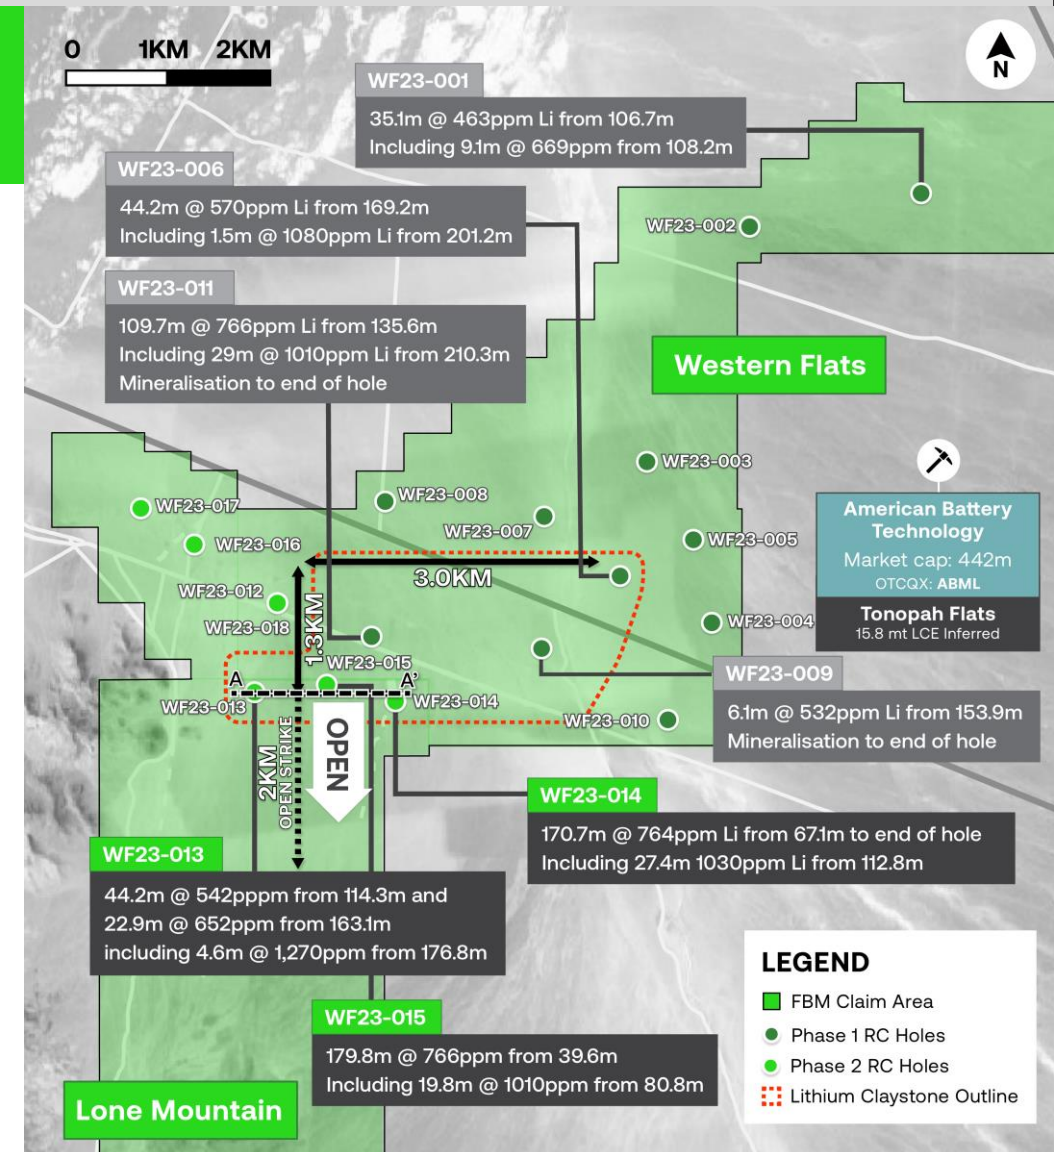 0 1KM 2KM
N
WF23-001
35.1m @ 463ppm Li from 106.7m
Including 9.1m @ 669ppm from 108.2m
WF23-006
44.2m @ 570ppm Li from 169.2m
Including 1.5m @ 1080ppm Li from 201.2m
WF23-002
WF23-011
109.7m @ 766ppm Li from 135.6m
Including 29m @ 1010ppm Li from 210.3m
Mineralisation to end of hole
Western Flats
WF23-003
WF23-008
WF23-017
WF23-007
WF23-016
WF23-005
American Battery
Technology
Market cap: 442m
OTCQX: ABML
Tonopah Flats
15.8 mt LCE Inferred
3.0KM
WF23-012
WF23-018
1.3KM
WF23-004
WF23-015
A
A'
WF23-013
WF23-014
WF23-010
WF23-009
6.1m @ 532ppm Li from 153.9m
Mineralisation to end of hole
2KM
OPEN STRIKE
OPEN
WF23-014
170.7m @ 764ppm Li from 67.1m to end of hole
Including 27.4m 1030ppm Li from 112.8m
WF23-013
44.2m @ 542pppm from 114.3m and
22.9m @ 652ppm from 163.1m
including 4.6m @ 1,270ppm from 176.8m
WF23-015
179.8m @ 766ppm from 39.6m
Including 19.8m @ 1010ppm from 80.8m
Lone Mountain
LEGEND
FBM Claim Area
Phase 1 RC Holes
Phase 2 RC Holes
Lithium Claystone Outline